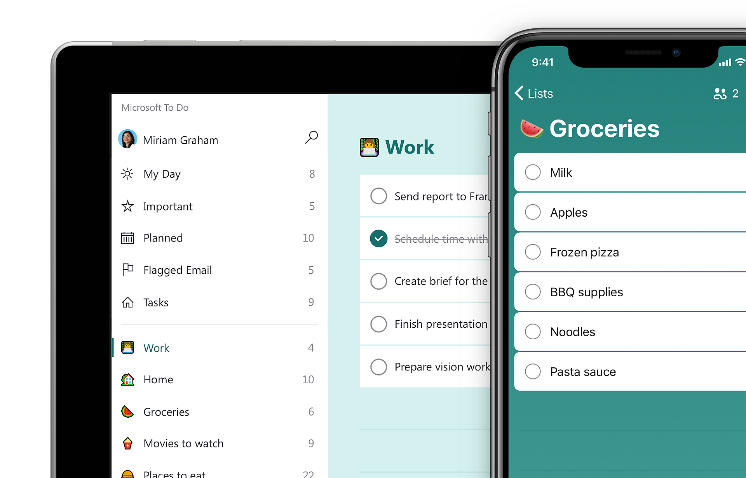 Microsoft To Do
Miriam Graham
My Day 8
Important 5
Planned 10
Flagged Email 5
Tasks 9
Work 4
Home 10
Groceries 6
Movies to watch 9
Places to eat 22
Work
Send report to
Schedule time with
Create brief for the
Finish presentation
Prepare vision
9:41
Lists 2
Groceries
Milk
Apples
Frozen pizza
BBQ supplies
Noodles
Pasta sauce